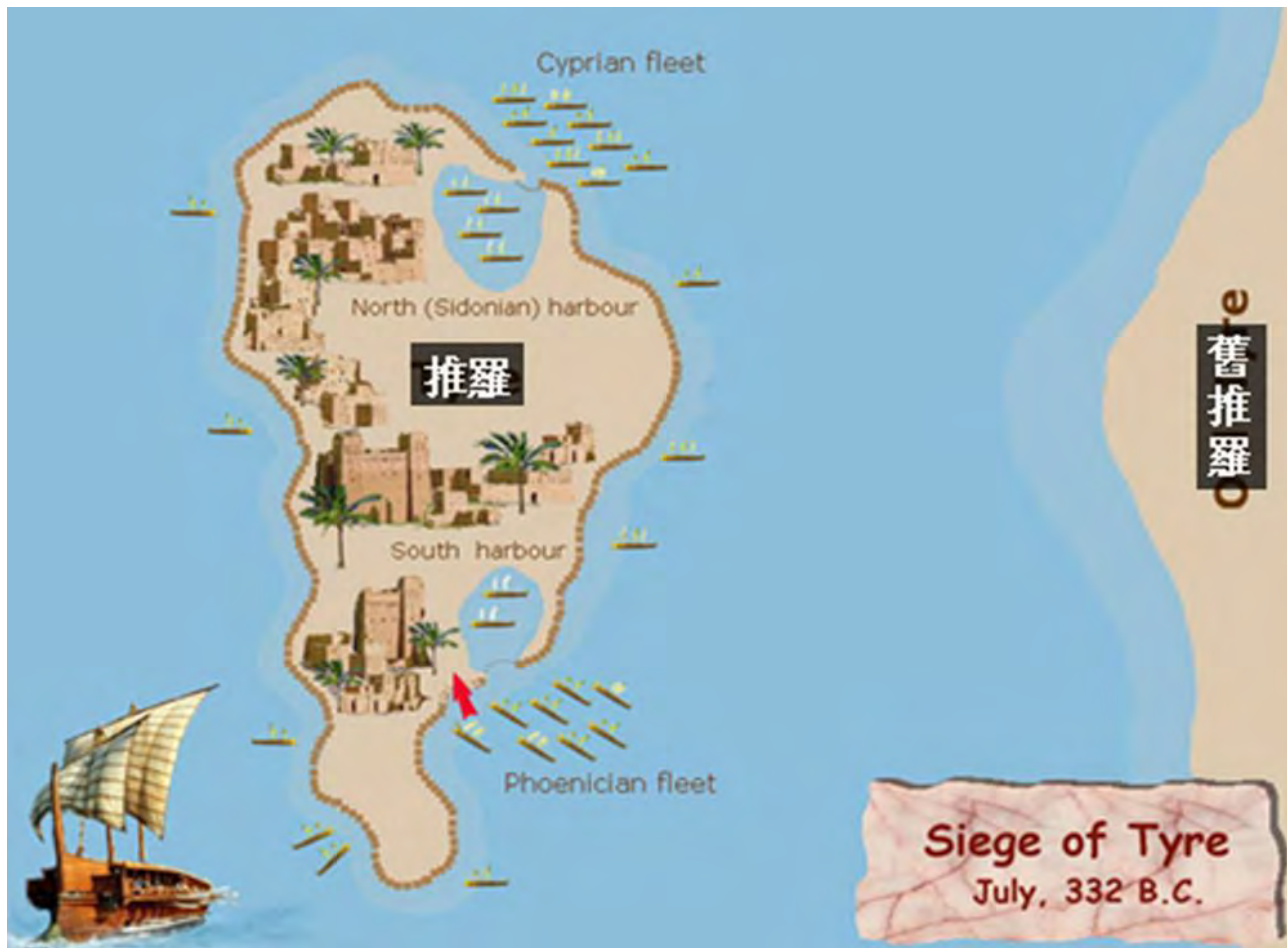 Cyprian fleet
North (Sidonian) harbour
推羅
舊推羅
South harbour
Phoenician fleet
Siege of Tyre
July, 332 B.C.